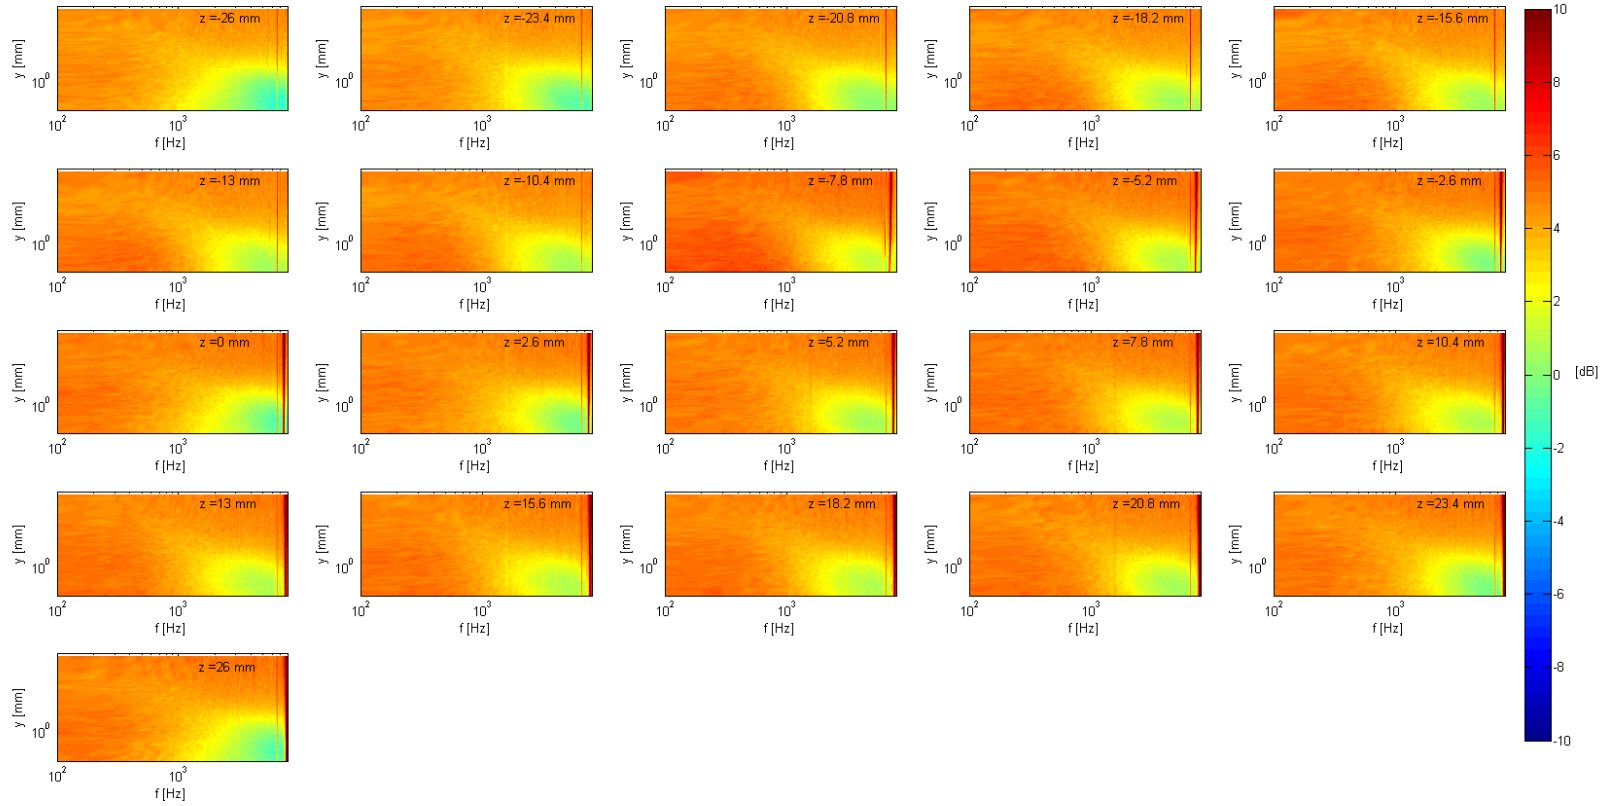 z =-26 mm
y [mm]
10^0
10^2
10^3
f [Hz]
z =-23.4 mm
y [mm]
10^0
10^2
10^3
f [Hz]
z =-20.8 mm
y [mm]
10^0
10^2
10^3
f [Hz]
z =-18.2 mm
y [mm]
10^0
10^2
10^3
f [Hz]
z =-15.6 mm
y [mm]
10^0
10^2
10^3
f [Hz]
z =-13 mm
y [mm]
10^0
10^2
10^3
f [Hz]
z =-10.4 mm
y [mm]
10^0
10^2
10^3
f [Hz]
z =-7.8 mm
y [mm]
10^0
10^2
10^3
f [Hz]
z =-5.2 mm
y [mm]
10^0
10^2
10^3
f [Hz]
z =-2.6 mm
y [mm]
10^0
10^2
10^3
f [Hz]
z =0 mm
y [mm]
10^0
10^2
10^3
f [Hz]
z =2.6 mm
y [mm]
10^0
10^2
10^3
f [Hz]
z =5.2 mm
y [mm]
10^0
10^2
10^3
f [Hz]
z =7.8 mm
y [mm]
10^0
10^2
10^3
f [Hz]
z =10.4 mm
y [mm]
10^0
10^2
10^3
f [Hz]
z =13 mm
y [mm]
10^0
10^2
10^3
f [Hz]
z =15.6 mm
y [mm]
10^0
10^2
10^3
f [Hz]
z =18.2 mm
y [mm]
10^0
10^2
10^3
f [Hz]
z =20.8 mm
y [mm]
10^0
10^2
10^3
f [Hz]
z =23.4 mm
y [mm]
10^0
10^2
10^3
f [Hz]
z =26 mm
y [mm]
10^0
10^2
10^3
f [Hz]
10
8
6
4
2
0
-2
-4
-6
-8
-10
[dB]